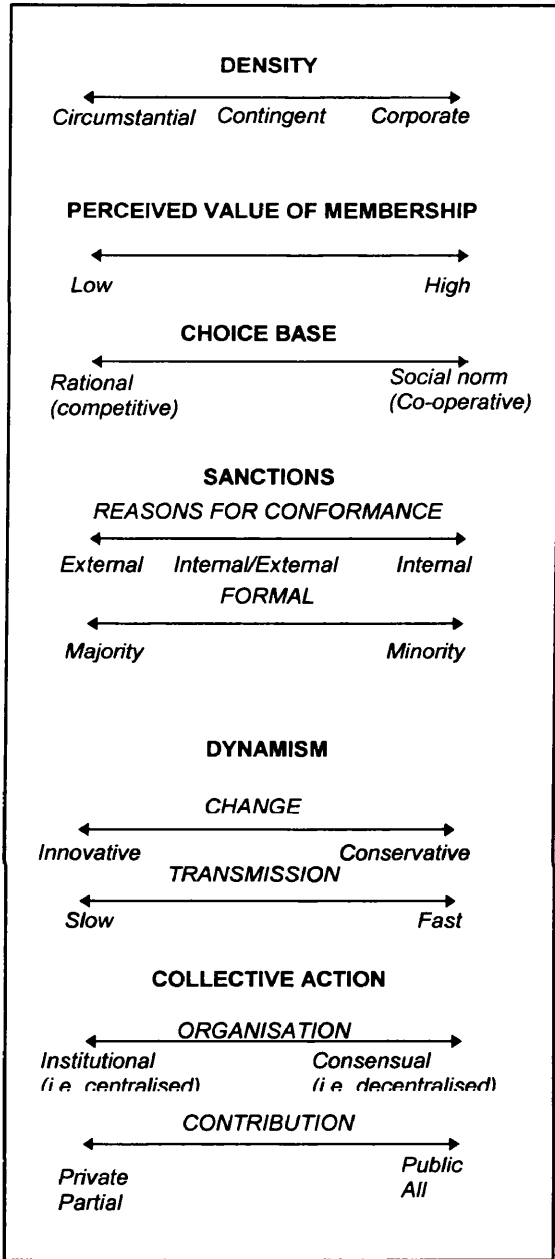 DENSITY
Circumstantial Contingent Corporate
PERCEIVED VALUE OF MEMBERSHIP
Low High
CHOICE BASE
Rational Social norm
(competitive) (Co-operative)
SANCTIONS
REASONS FOR CONFORMANCE
External Internal/External Internal
FORMAL
Majority Minority
DYNAMISM
CHANGE
Innovative Conservative
TRANSMISSION
Slow Fast
COLLECTIVE ACTION
ORGANISATION
Institutional Consensual
(i.e. centralised) (i.e. decentralised)
CONTRIBUTION
Private Public
Partial All